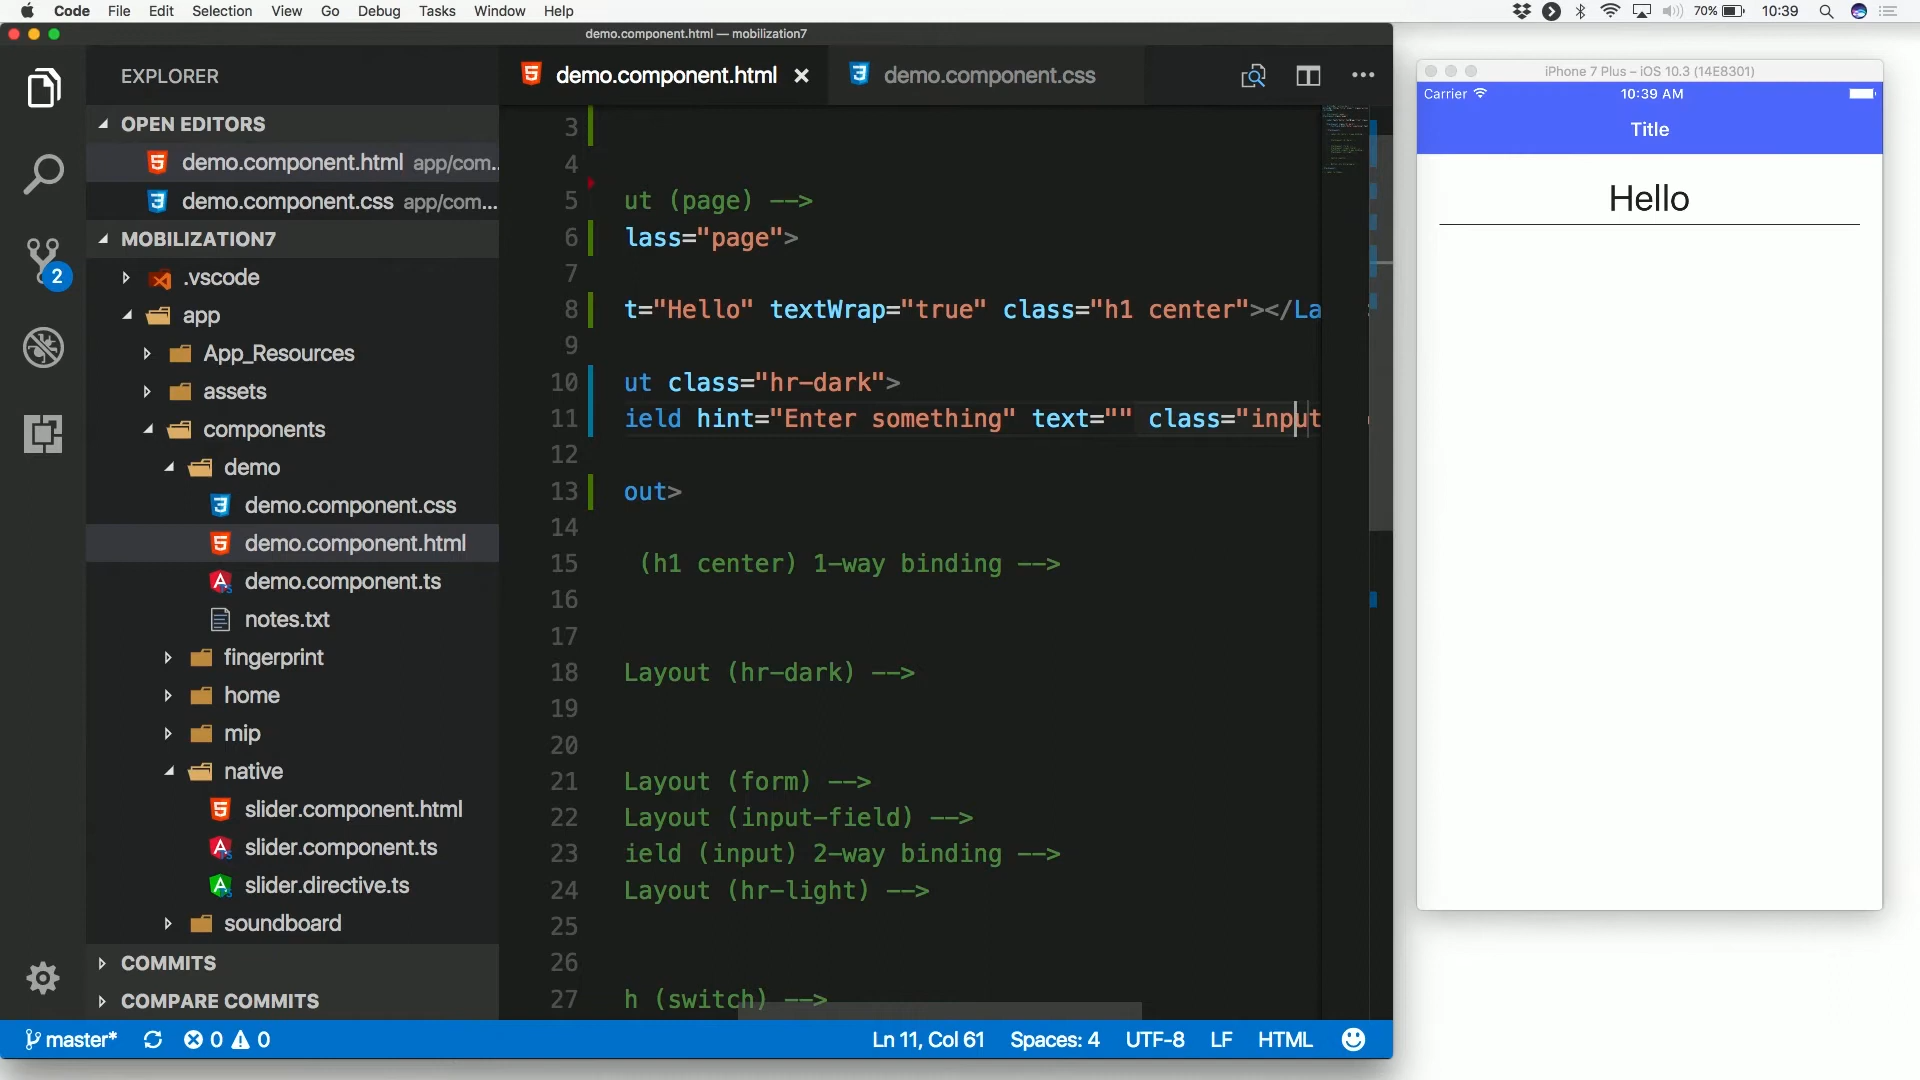 Code File Edit Selection View Go Debug Tasks Window Help
70% 10:39
demo.component.html — mobilization7
EXPLORER
OPEN EDITORS
demo.component.html app/com...
demo.component.css app/com...
MOBILIZATION7
.vscode
app
App_Resources
assets
components
demo
demo.component.css
demo.component.html
demo.component.ts
notes.txt
fingerprint
home
mip
native
slider.component.html
slider.component.ts
slider.directive.ts
soundboard
COMMITS
COMPARE COMMITS
2
demo.component.html × demo.component.css
3
4
5 ut (page) -->
6 lass="page">
7
8 t="Hello" textWrap="true" class="h1 center"></La
9
10 ut class="hr-dark">
11 ield hint="Enter something" text="" class="input
12
13 out>
14
15 (h1 center) 1-way binding -->
16
17
18 Layout (hr-dark) -->
19
20
21 Layout (form) -->
22 Layout (input-field) -->
23 ield (input) 2-way binding -->
24 Layout (hr-light) -->
25
26
27 h (switch) -->
master* 0 0 Ln 11, Col 61 Spaces: 4 UTF-8 LF HTML
iPhone 7 Plus – iOS 10.3 (14E8301)
Carrier 10:39 AM
Title
Hello